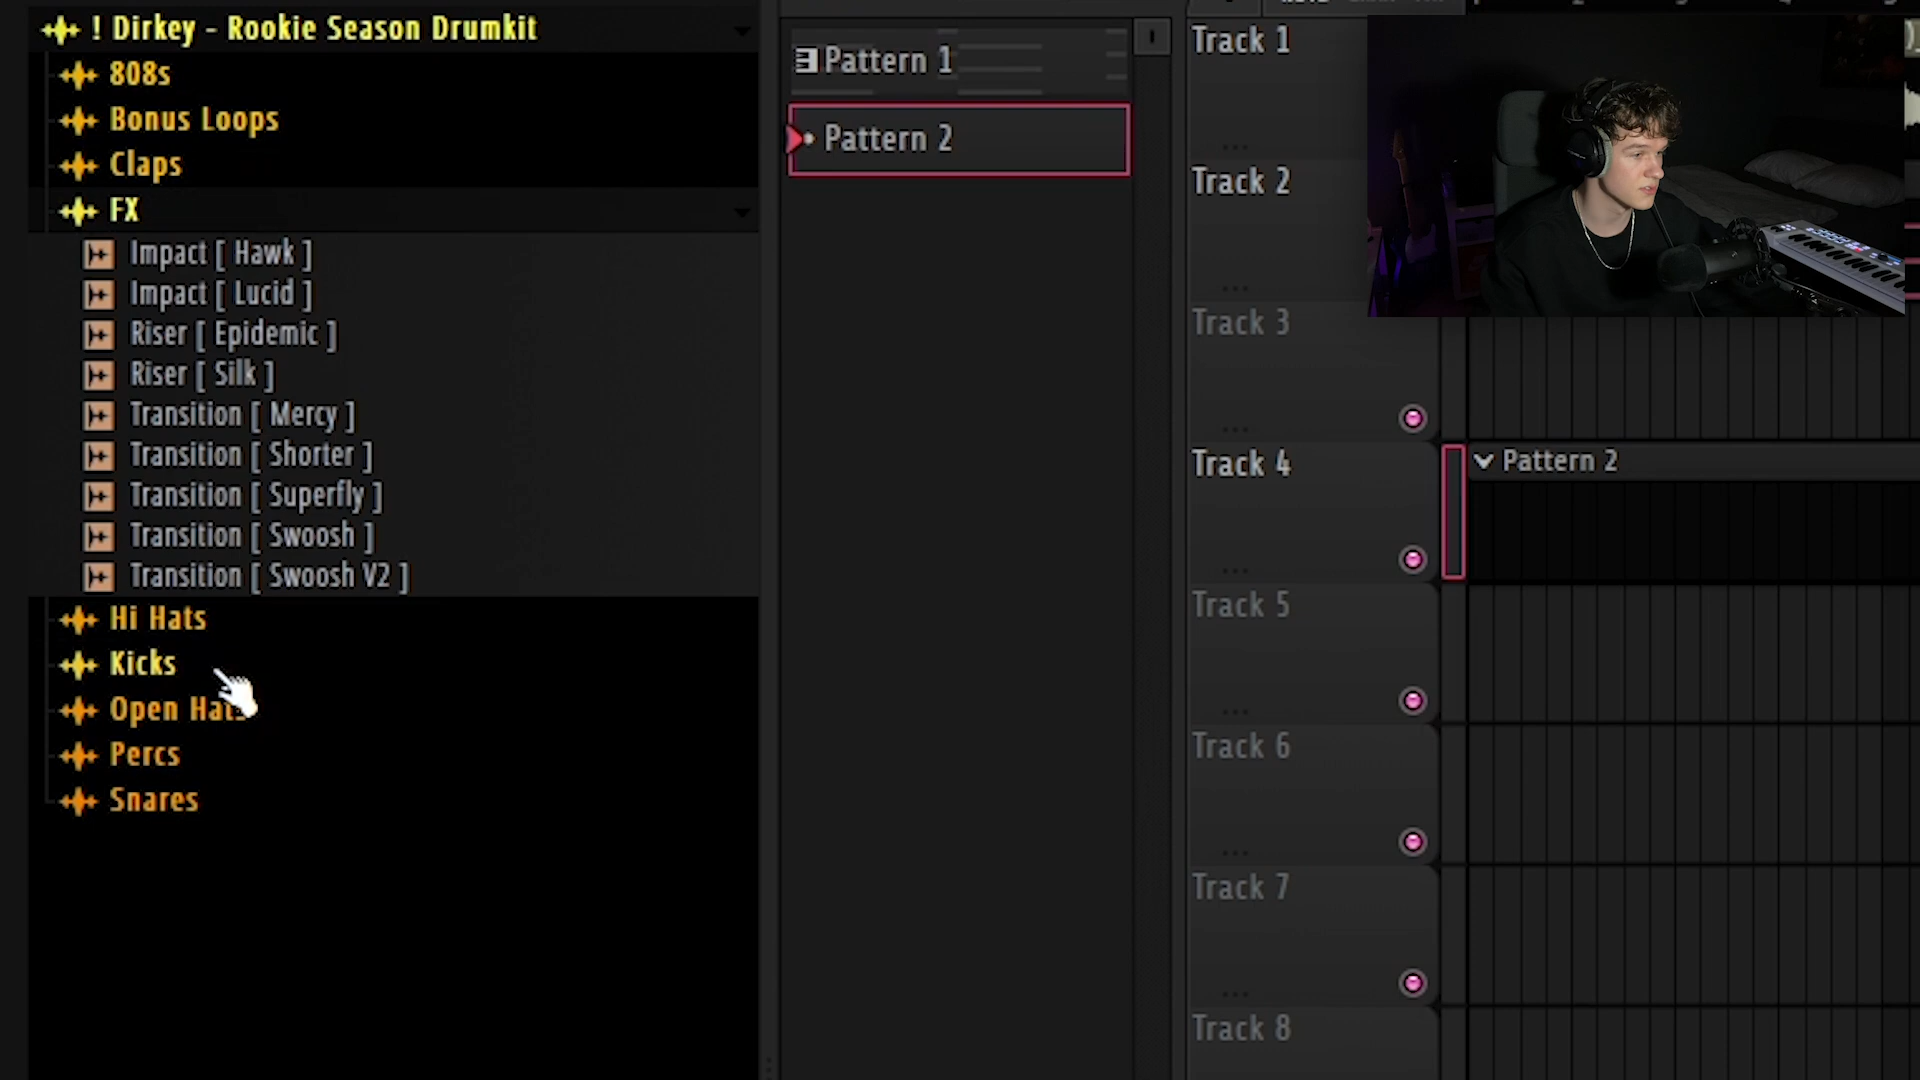 ! Dirkey - Rookie Season Drumkit
808s
Bonus Loops
Claps
FX
Impact [ Hawk ]
Impact [ Lucid ]
Riser [ Epidemic ]
Riser [ Silk ]
Transition [ Mercy ]
Transition [ Shorter ]
Transition [ Superfly ]
Transition [ Swoosh ]
Transition [ Swoosh V2 ]
Hi Hats
Kicks
Open Hats
Percs
Snares
Pattern 1
Pattern 2
Track 1
Track 2
Track 3
Track 4
Pattern 2
Track 5
Track 6
Track 7
Track 8